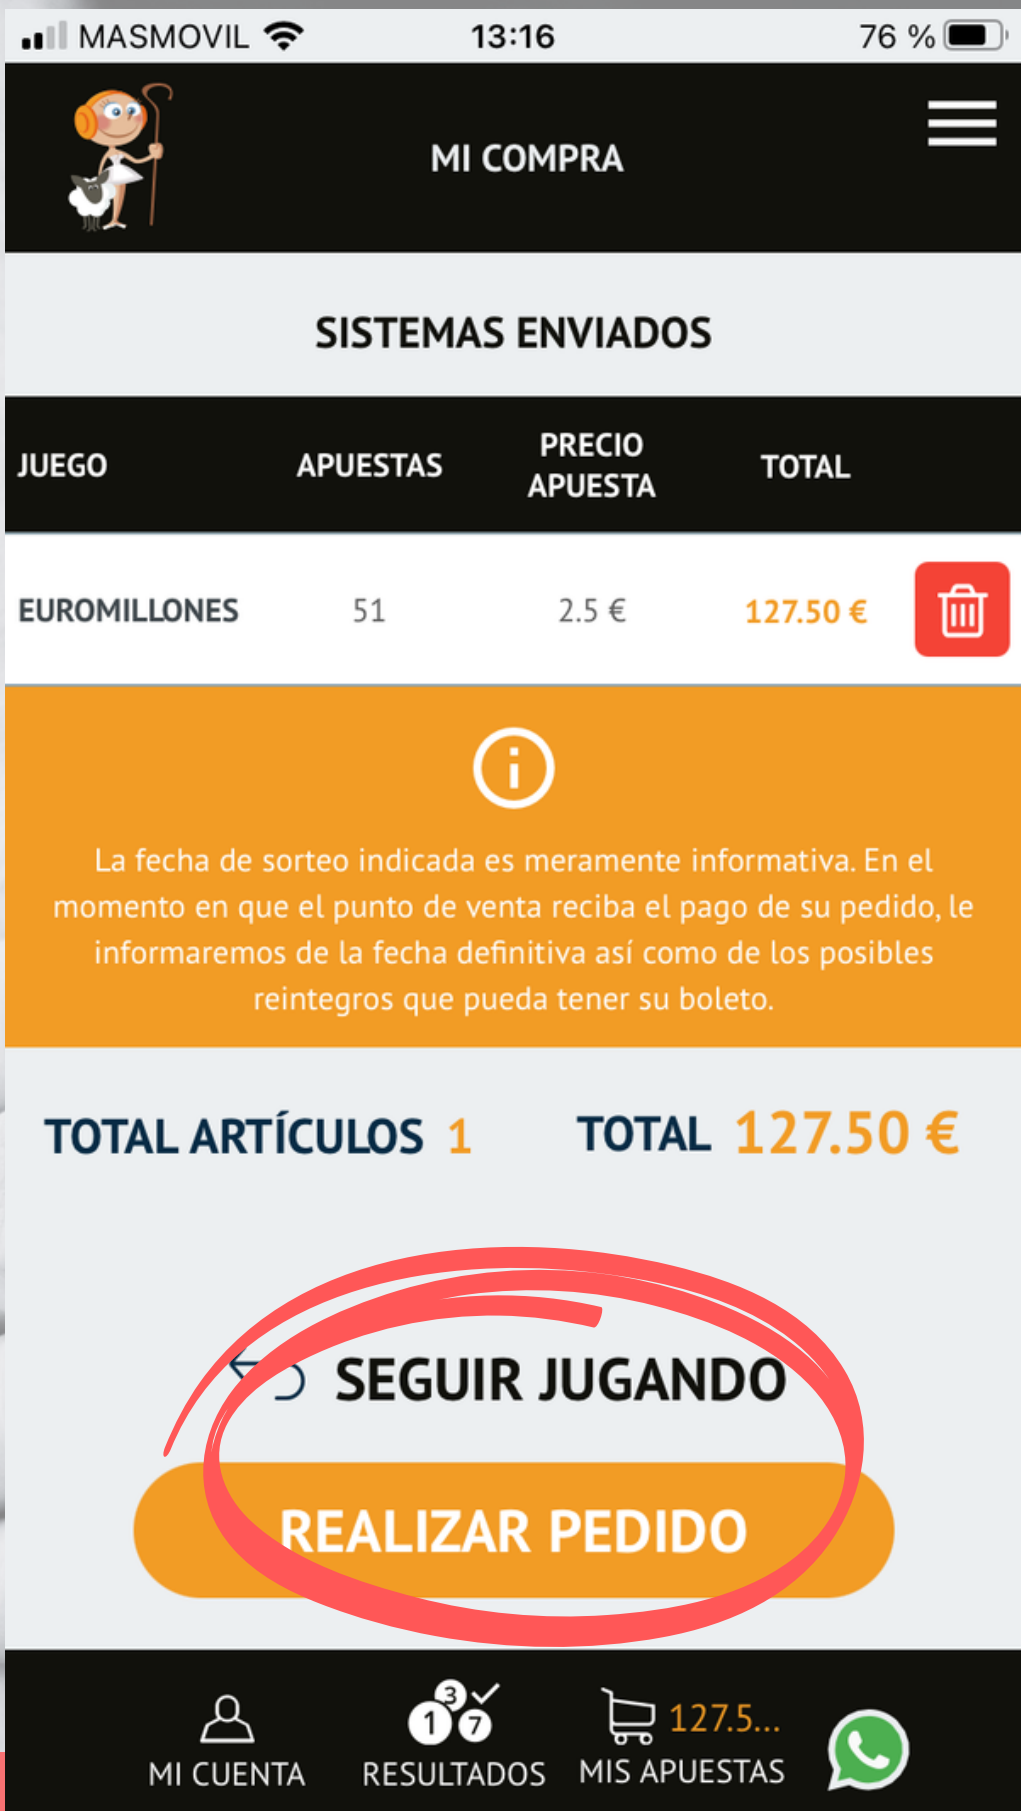 MASMOVIL 13:16 76 %
MI COMPRA
SISTEMAS ENVIADOS
JUEGO APUESTAS PRECIO APUESTA TOTAL
EUROMILLONES 51 2.5 € 127.50 €
La fecha de sorteo indicada es meramente informativa. En el
momento en que el punto de venta reciba el pago de su pedido, le
informaremos de la fecha definitiva así como de los posibles
reintegros que pueda tener su boleto.
TOTAL ARTÍCULOS 1 TOTAL 127.50 €
SEGUIR JUGANDO
REALIZAR PEDIDO
3
1 7
127.5...
MI CUENTA RESULTADOS MIS APUESTAS